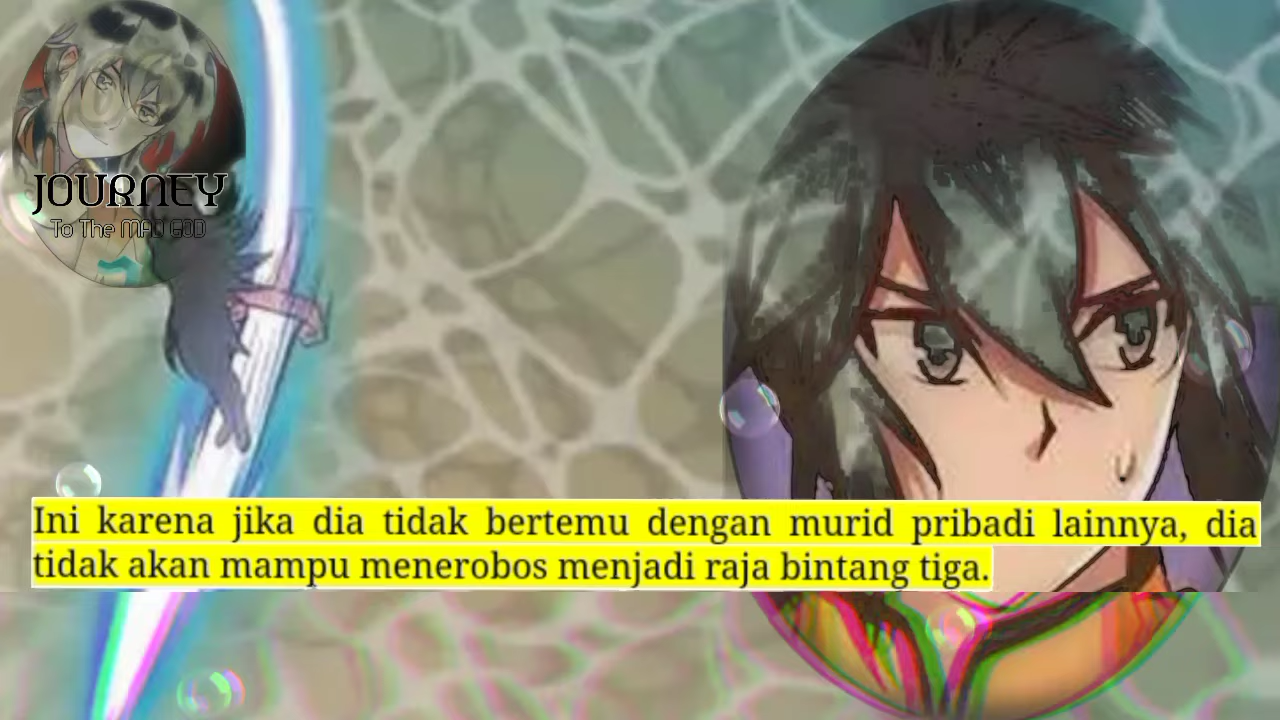 JOURNEY
To The MAD GOD
Ini karena jika dia tidak bertemu dengan murid pribadi lainnya, dia
tidak akan mampu menerobos menjadi raja bintang tiga.